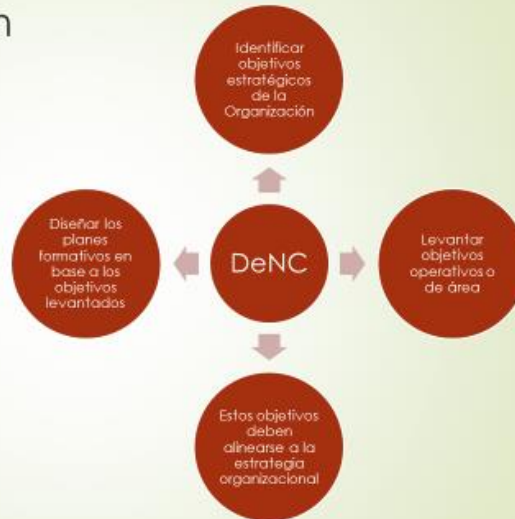 n
Identificar
objetivos
estratégicos
de la
Organización
Diseñar los
planes
formativos en
base a los
objetivos
levantados
DeNC
Levantar
objetivos
operativos o
de área
Estos objetivos
deben
alinearse a la
estrategia
organizacional